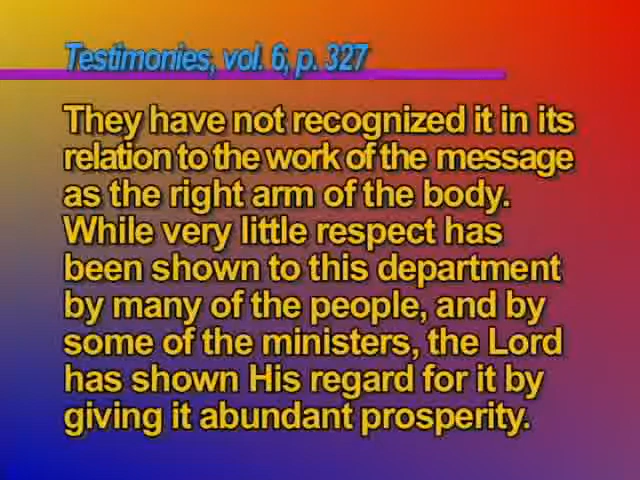 Testimonies, vol. 6, p. 327
They have not recognized it in its
relation to the work of the message
as the right arm of the body.
While very little respect has
been shown to this department
by many of the people, and by
some of the ministers, the Lord
has shown His regard for it by
giving it abundant prosperity.